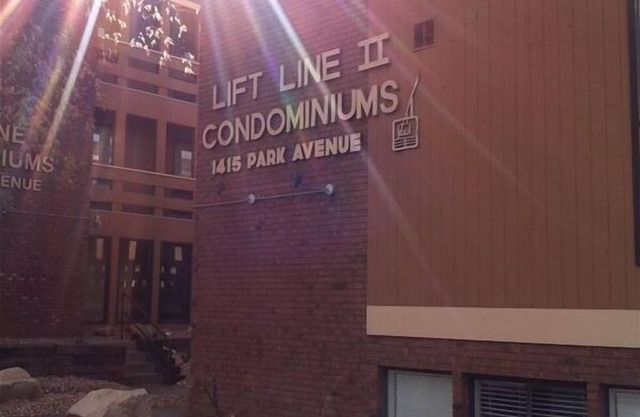 LIFT LINE II
CONDOMINIUMS
1415 PARK AVENUE
NE
IUMS
ENUE